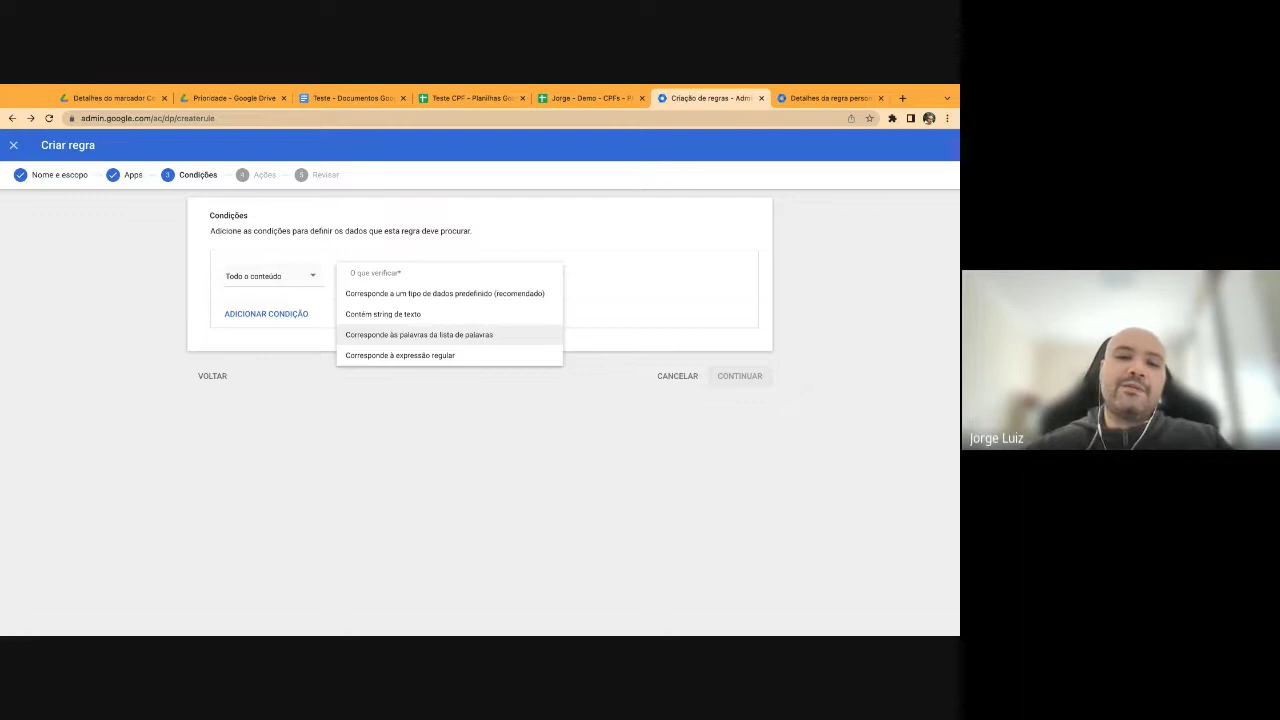 Detalhes do marcador C
Prioridade - Google Drive
Teste - Documentos Goo
Teste CPF - Planilhas Go
Jorge - Demo - CPFs - P
Criação de regras - Admi
Detalhes da regra person
admin.google.com/ac/dp/createrule
Criar regra
Nome e escopo
Apps
3 Condições
4 Ações
5 Revisar
Condições
Adicione as condições para definir os dados que esta regra deve procurar.
Todo o conteúdo
O que verificar*
Corresponde a um tipo de dados predefinido (recomendado)
ADICIONAR CONDIÇÃO
Contém string de texto
Corresponde às palavras da lista de palavras
Corresponde à expressão regular
VOLTAR
CANCELAR
CONTINUAR
Jorge Luiz